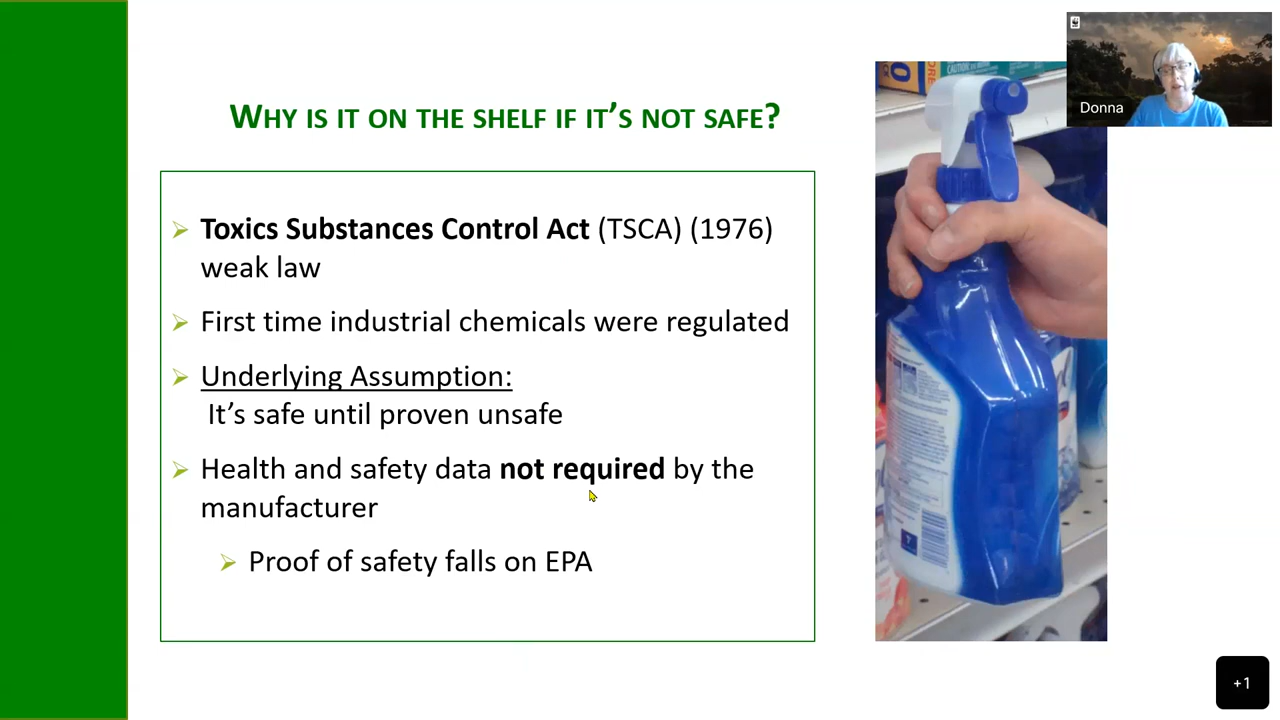 WHY IS IT ON THE SHELF IF IT’S NOT SAFE?
Toxics Substances Control Act (TSCA) (1976)
weak law
First time industrial chemicals were regulated
Underlying Assumption:
It’s safe until proven unsafe
Health and safety data not required by the
manufacturer
Proof of safety falls on EPA
CAUTION
Donna
+1